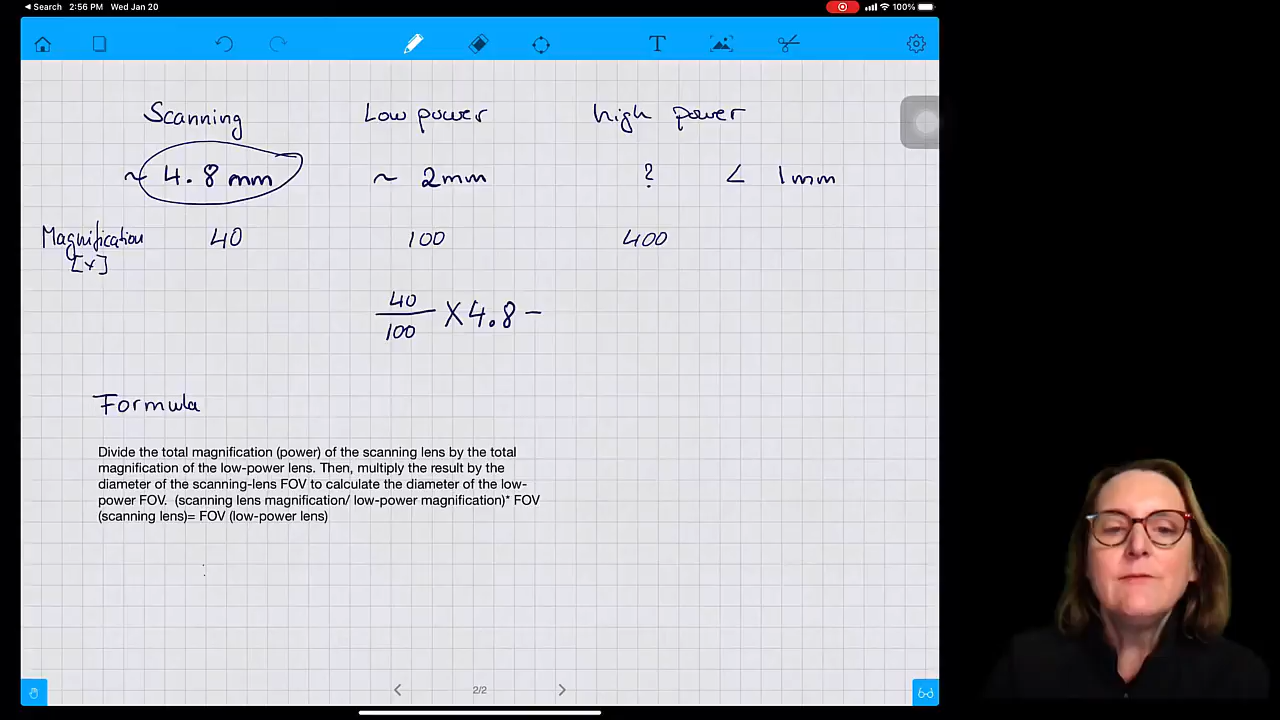 Search 2:56 PM Wed Jan 20 100%
T
Scanning Low power high power
~ 4.8 mm ~ 2mm ? < 1mm
Magnification 40 100 400
[x]
40
100
X 4.8 -
Formula
Divide the total magnification (power) of the scanning lens by the total
magnification of the low-power lens. Then, multiply the result by the
diameter of the scanning-lens FOV to calculate the diameter of the low-
power FOV. (scanning lens magnification/ low-power magnification)* FOV
(scanning lens)= FOV (low-power lens)
2/2